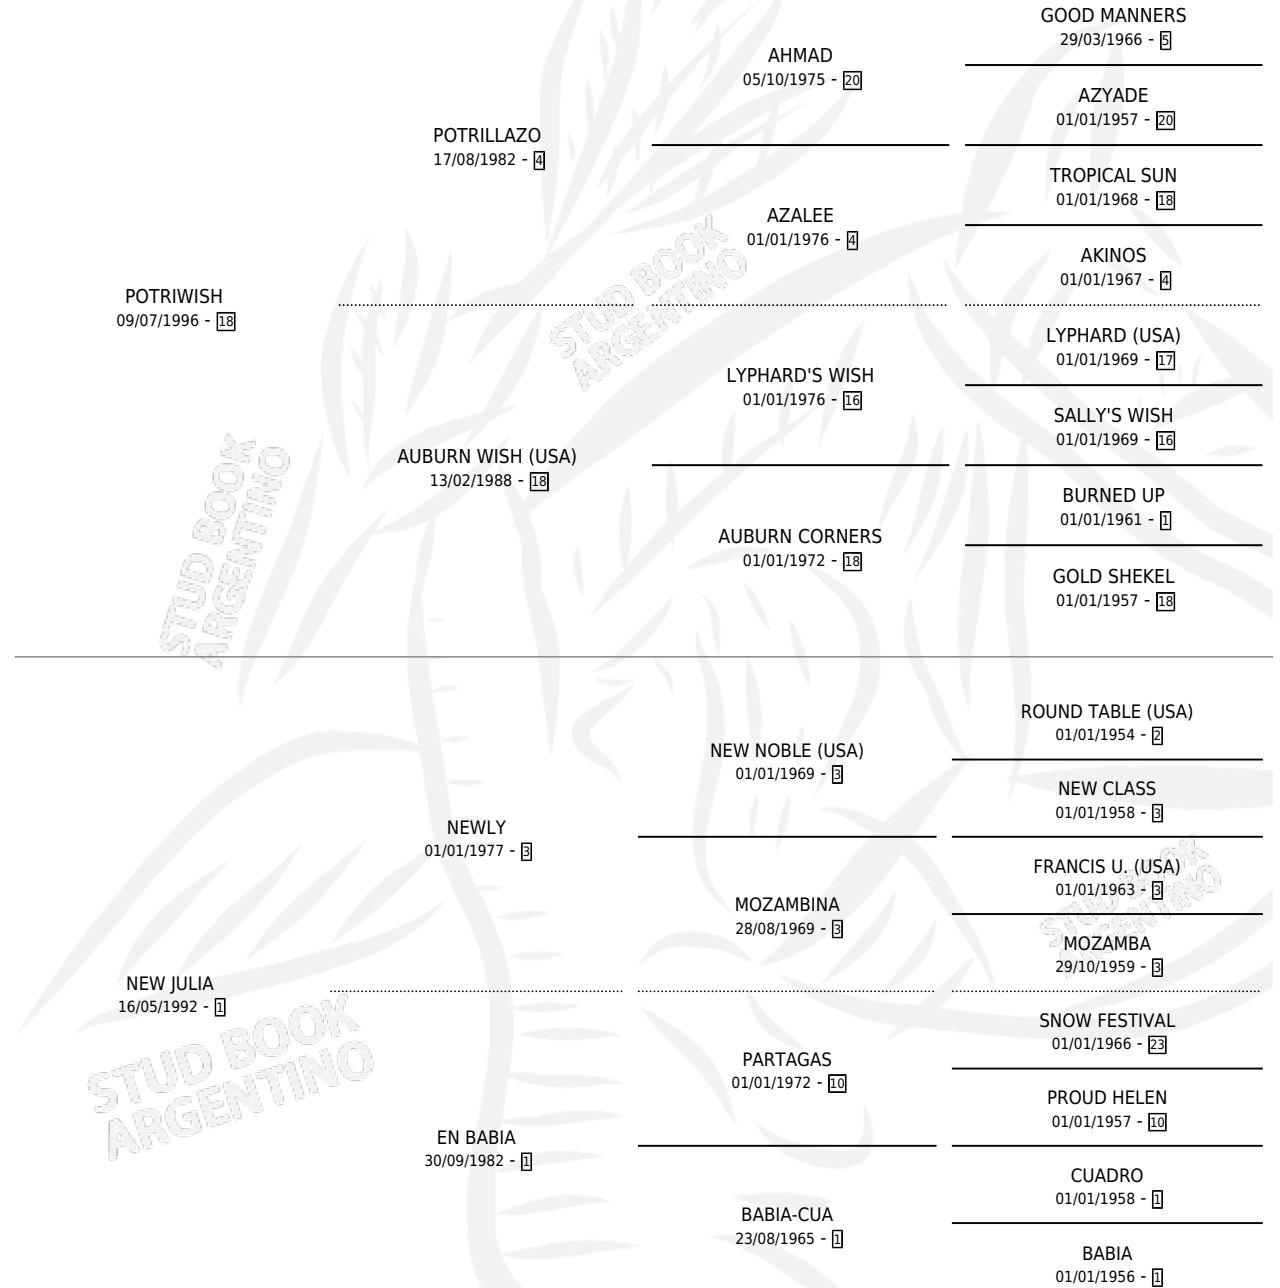 GOOD MANNERS
29/03/1966 - 5
AHMAD
05/10/1975 - 20
AZYADE
01/01/1957 - 20
POTRILLAZO
17/08/1982 - 4
TROPICAL SUN
01/01/1968 - 18
AZALEE
01/01/1976 - 4
AKINOS
01/01/1967 - 4
POTRIWISH
09/07/1996 - 18
STUD BOOK
ARGENTINO
LYPHARD (USA)
01/01/1969 - 17
LYPHARD'S WISH
01/01/1976 - 16
SALLY'S WISH
01/01/1969 - 16
AUBURN WISH (USA)
13/02/1988 - 18
BURNED UP
01/01/1961 - 1
AUBURN CORNERS
01/01/1972 - 18
GOLD SHEKEL
01/01/1957 - 18
STUD BOOK
ARGENTINO
ROUND TABLE (USA)
01/01/1954 - 2
NEW NOBLE (USA)
01/01/1969 - 3
NEW CLASS
01/01/1958 - 3
NEWLY
01/01/1977 - 3
FRANCIS U. (USA)
01/01/1963 - 3
MOZAMBINA
28/08/1969 - 3
MOZAMBA
29/10/1959 - 3
STUD BOOK
ARGENTINO
NEW JULIA
16/05/1992 - 1
SNOW FESTIVAL
01/01/1966 - 23
PARTAGAS
01/01/1972 - 10
PROUD HELEN
01/01/1957 - 10
STUD BOOK
ARGENTINO
EN BABIA
30/09/1982 - 1
CUADRO
01/01/1958 - 1
BABIA-CUA
23/08/1965 - 1
BABIA
01/01/1956 - 1